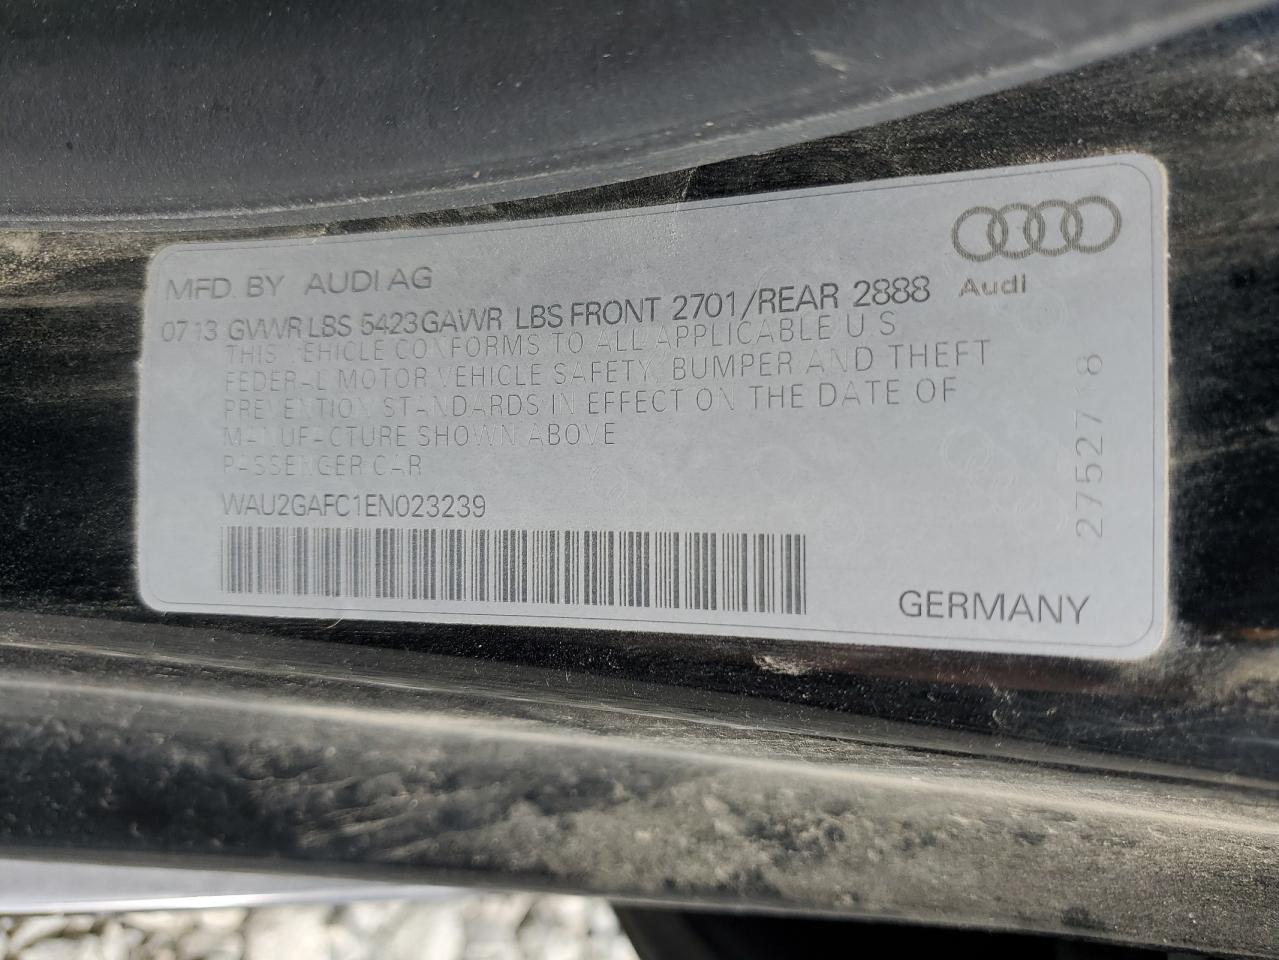 MFD. BY AUDI AG
Audi
0713 GVWR LBS 5423 GAWR LBS FRONT 2701/REAR 2888
THIS VEHICLE CONFORMS TO ALL APPLICABLE U.S.
FEDERAL MOTOR VEHICLE SAFETY, BUMPER AND THEFT
PREVENTION STANDARDS IN EFFECT ON THE DATE OF
MANUFACTURE SHOWN ABOVE
PASSENGER CAR
WAU2GAFC1EN023239
GERMANY